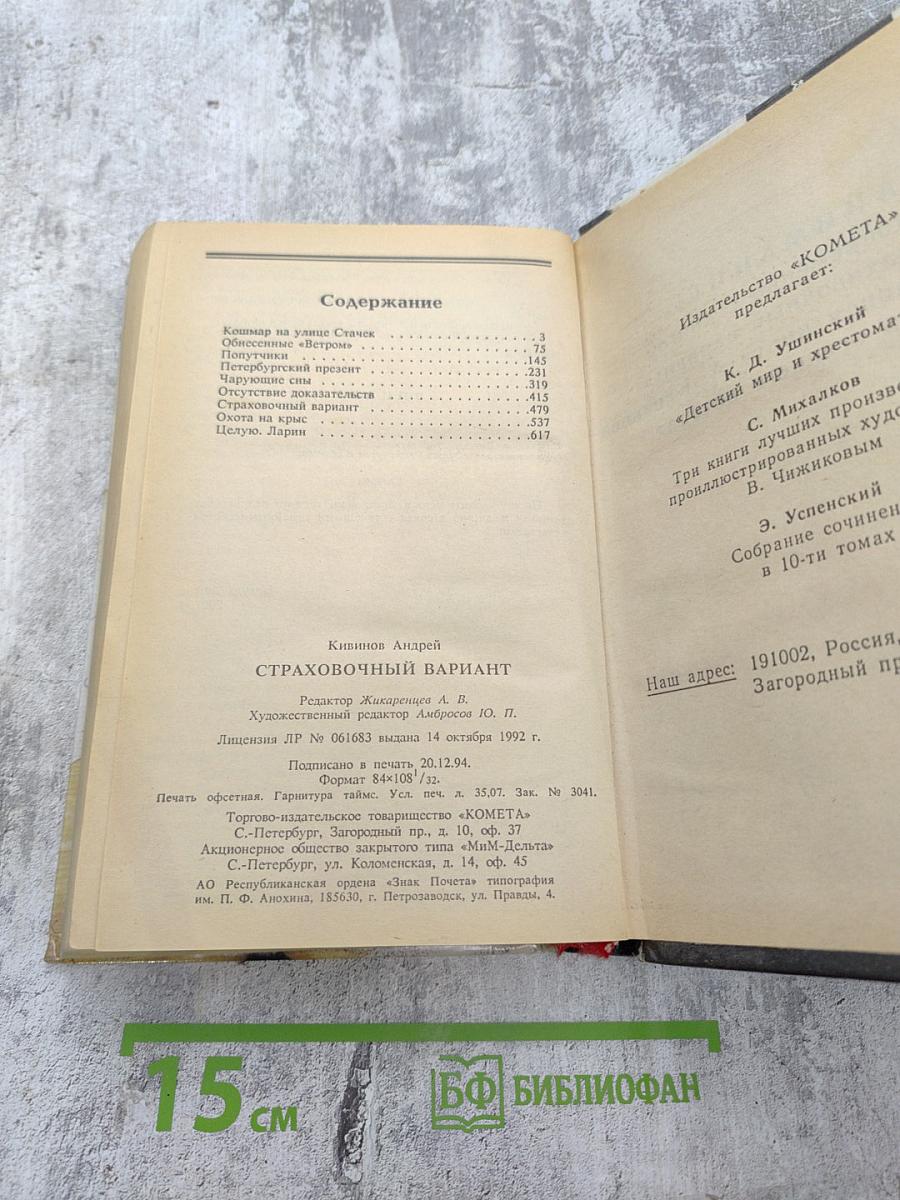 Содержание
Кошмар на улице Стачек . . . . . . . . . . . . . . . . 3
Обнесенные «Ветром» . . . . . . . . . . . . . . . . . . 75
Попутчики . . . . . . . . . . . . . . . . . . . . . . . .145
Петербургский презент . . . . . . . . . . . . . . . . .231
Чарующие сны . . . . . . . . . . . . . . . . . . . . . .319
Отсутствие доказательств . . . . . . . . . . . . . . .415
Страховочный вариант . . . . . . . . . . . . . . . . .479
Охота на крыс . . . . . . . . . . . . . . . . . . . . . .537
Целую. Ларин . . . . . . . . . . . . . . . . . . . . . .617
Кивинов Андрей
СТРАХОВОЧНЫЙ ВАРИАНТ
Редактор Жикаренцев А. В.
Художественный редактор Амбросов Ю. П.
Лицензия ЛР № 061683 выдана 14 октября 1992 г.
Подписано в печать 20.12.94.
Формат 84×108 1/32.
Печать офсетная. Гарнитура таймс. Усл. печ. л. 35,07. Зак. № 3041.
Торгово-издательское товарищество «КОМЕТА»
С.-Петербург, Загородный пр., д. 10, оф. 37
Акционерное общество закрытого типа «МиМ-Дельта»
С.-Петербург, ул. Коломенская, д. 14, оф. 45
АО Республиканская ордена «Знак Почета» типография
им. П. Ф. Анохина, 185630, г. Петрозаводск, ул. Правды, 4.
Издательство «КОМЕТА»
предлагает:
К. Д. Ушинский
«Детский мир и хрестомат
С. Михалков
Три книги лучших произве
проиллюстрированных худо
В. Чижиковым
Э. Успенский
Собрание сочинен
в 10-ти томах
Наш адрес: 191002, Россия,
Загородный пр
15 см
БФ БИБЛИОФАН